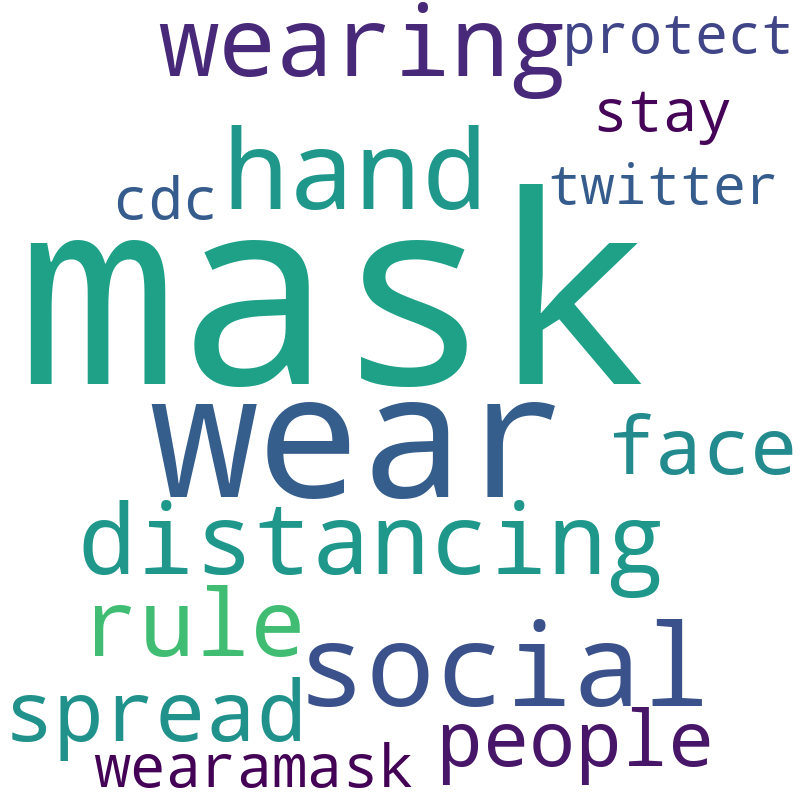 wearing protect
stay
hand
cdc
twitter
mask
wear
face
distancing
rule
social
spread
people
wearamask